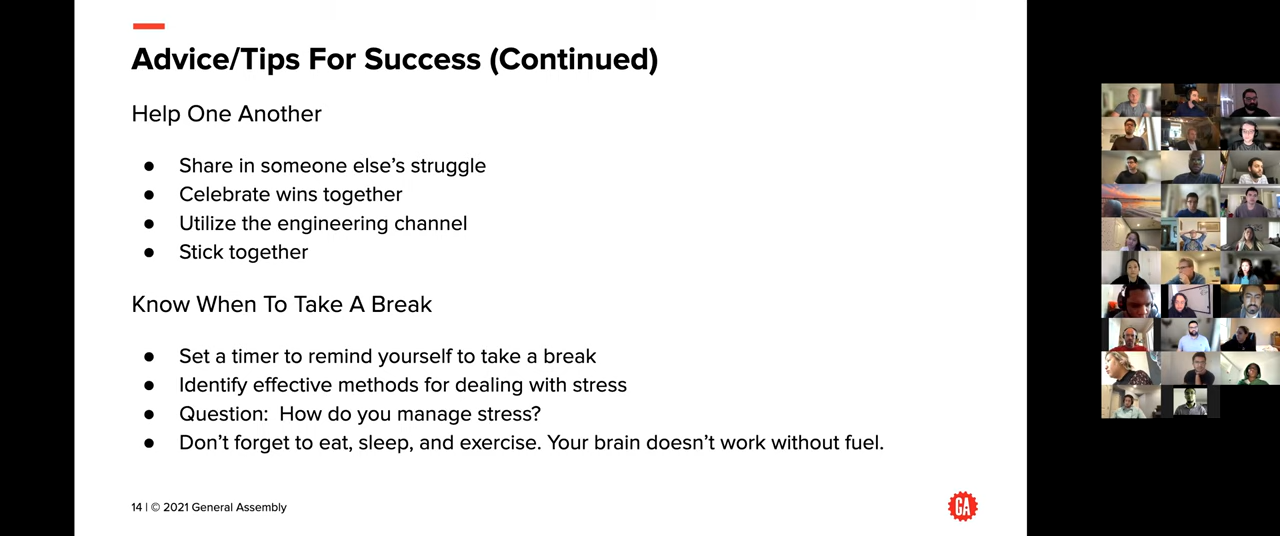 Advice/Tips For Success (Continued)
Help One Another
● Share in someone else’s struggle
● Celebrate wins together
● Utilize the engineering channel
● Stick together
Know When To Take A Break
● Set a timer to remind yourself to take a break
● Identify effective methods for dealing with stress
● Question:  How do you manage stress?
● Don’t forget to eat, sleep, and exercise. Your brain doesn’t work without fuel.
14 | © 2021 General Assembly
GA